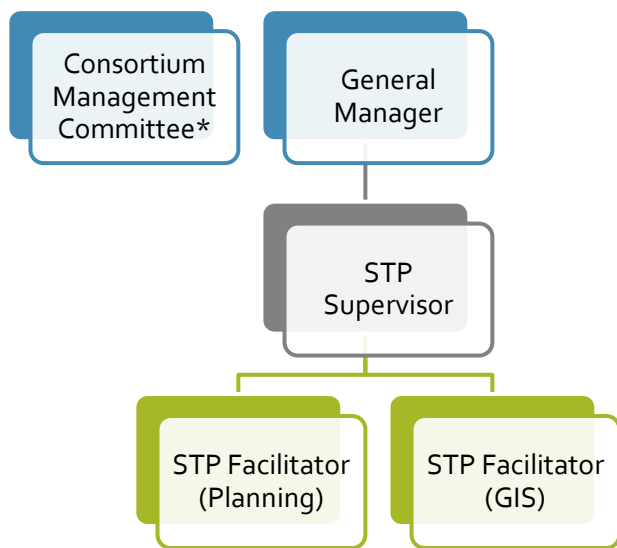 Consortium
Management
Committee*
General
Manager
STP
Supervisor
STP Facilitator
(Planning)
STP Facilitator
(GIS)